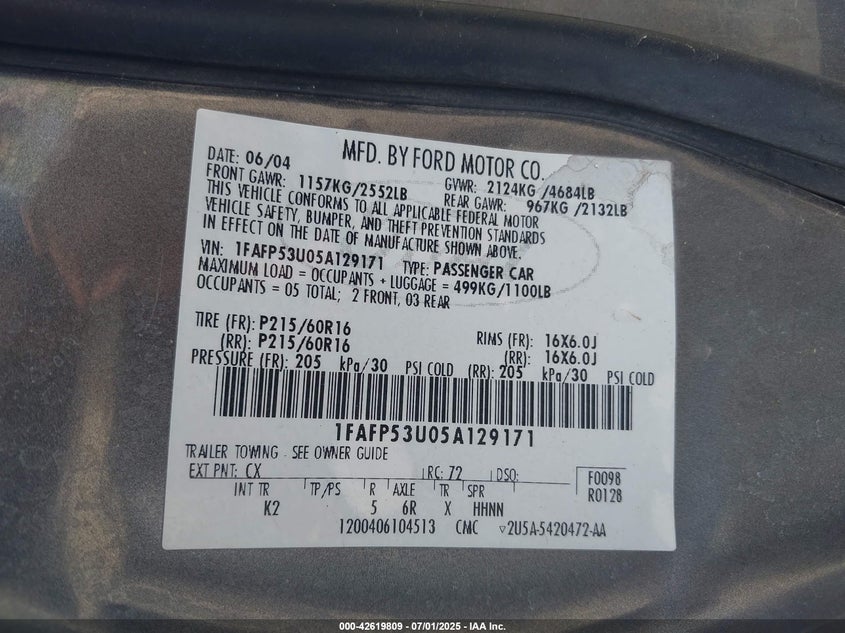 MFD. BY FORD MOTOR CO.
DATE: 06/04
FRONT GAWR: 1157KG/2552LB
GVWR: 2124KG/4684LB
REAR GAWR: 967KG/2132LB
THIS VEHICLE CONFORMS TO ALL APPLICABLE FEDERAL MOTOR
VEHICLE SAFETY, BUMPER, AND THEFT PREVENTION STANDARDS
IN EFFECT ON THE DATE OF MANUFACTURE SHOWN ABOVE.
VIN: 1FAFP53U05A129171 TYPE: PASSENGER CAR
MAXIMUM LOAD = OCCUPANTS + LUGGAGE = 499KG/1100LB
OCCUPANTS = 05 TOTAL; 2 FRONT, 03 REAR
TIRE (FR): P215/60R16 RIMS (FR): 16X6.0J
(RR): P215/60R16 (RR): 16X6.0J
PRESSURE (FR): 205 kPa/30 PSI COLD (RR): 205 kPa/30 PSI COLD
1FAFP53U05A129171
TRAILER TOWING - SEE OWNER GUIDE
EXT PNT: CX RC: 72 DSO: F0098
R0128
INT TR TP/PS R AXLE TR SPR
K2 5 6R X HHNN
1200406104513 CMC ▿2U5A-5420472-AA
000-42619809 - 07/01/2025 - IAA Inc.